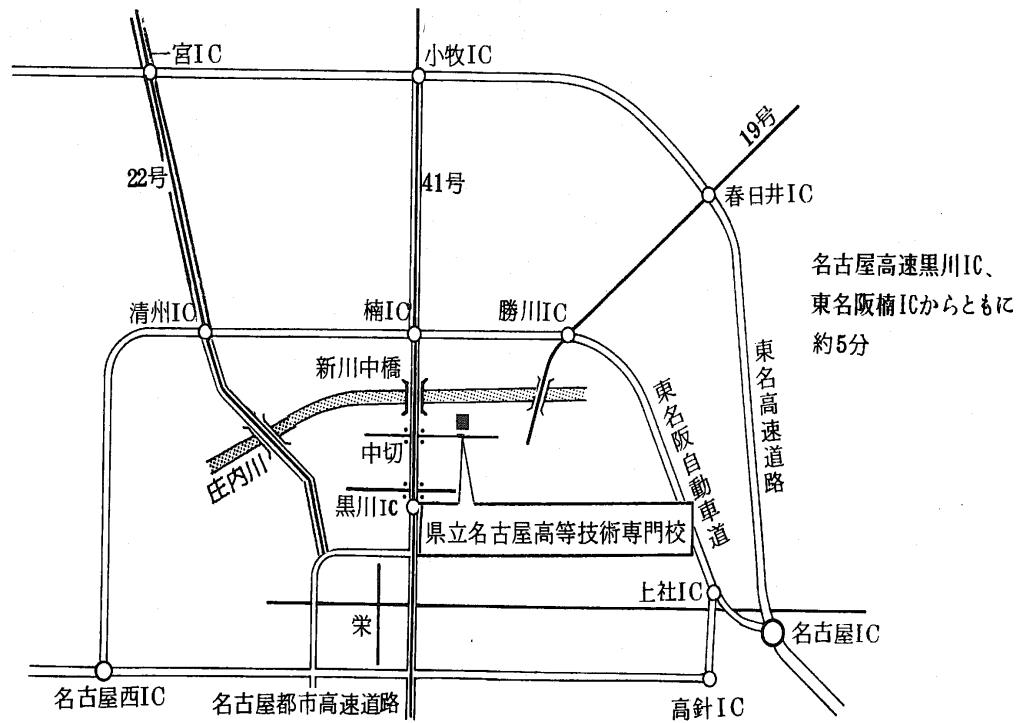 一宮IC
小牧IC
19号
22号
41号
春日井IC
名古屋高速黒川IC、
東名阪楠ICからともに
約5分
清州IC
楠IC
勝川IC
新川中橋
東名高速道路
東名阪自動車道
中切
庄内川
黒川IC
県立名古屋高等技術専門校
上社IC
栄
名古屋IC
名古屋西IC
名古屋都市高速道路
高針IC